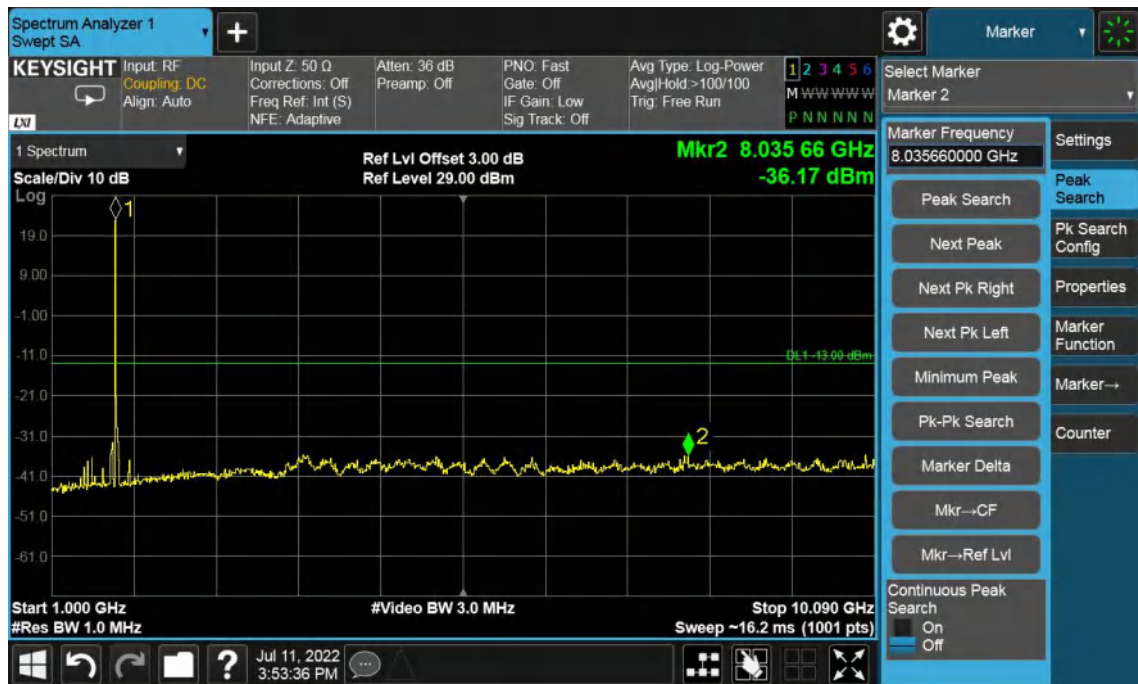 Spectrum Analyzer 1
Swept SA
+
Marker
KEYSIGHT
LXI
Input: RF
Coupling: DC
Align: Auto
Input Z: 50 Ω
Corrections: Off
Freq Ref: Int (S)
NFE: Adaptive
Atten: 36 dB
Preamp: Off
PNO: Fast
Gate: Off
IF Gain: Low
Sig Track: Off
Avg Type: Log-Power
Avg|Hold:>100/100
Trig: Free Run
1 2 3 4 5 6
M W W W W W
P N N N N N
1 Spectrum
Scale/Div 10 dB
Log
Ref Lvl Offset 3.00 dB
Ref Level 29.00 dBm
Mkr2 8.035 66 GHz
-36.17 dBm
1
19.0
9.00
-1.00
-11.0
DL1 -13.00 dBm
-21.0
-31.0
2
-41.0
-51.0
-61.0
Start 1.000 GHz
#Res BW 1.0 MHz
#Video BW 3.0 MHz
Stop 10.090 GHz
Sweep ~16.2 ms (1001 pts)
Select Marker
Marker 2
Marker Frequency
8.035660000 GHz
Peak Search
Next Peak
Next Pk Right
Next Pk Left
Minimum Peak
Pk-Pk Search
Marker Delta
Mkr→CF
Mkr→Ref Lvl
Continuous Peak
Search
On
Off
Settings
Peak
Search
Pk Search
Config
Properties
Marker
Function
Marker→
Counter
?
Jul 11, 2022
3:53:36 PM